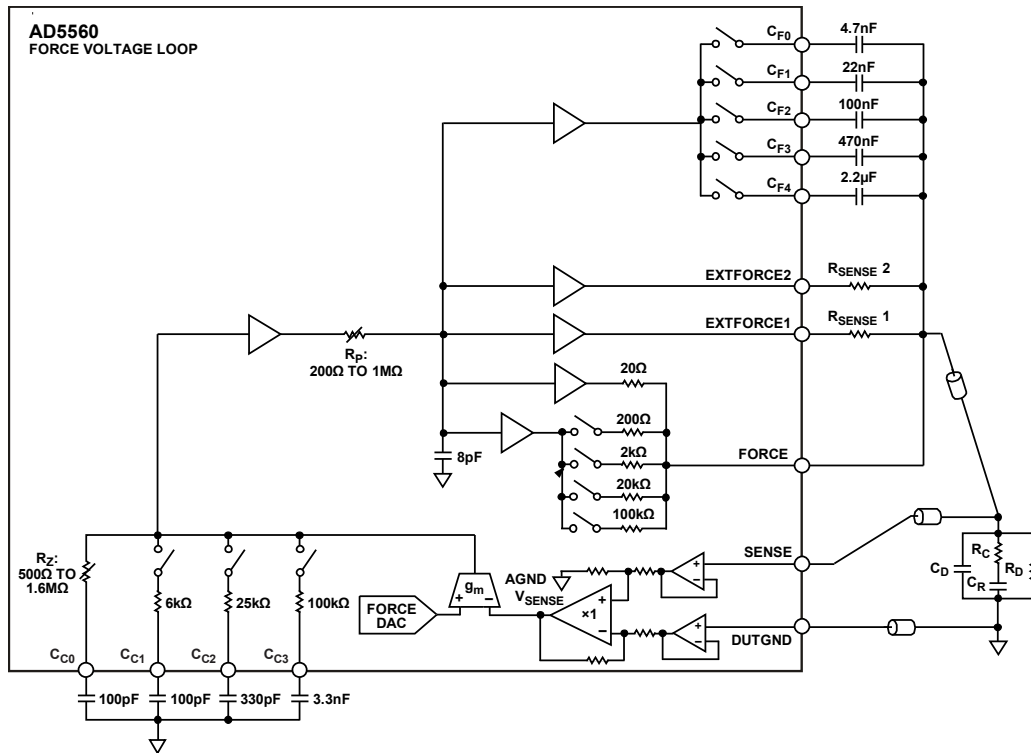 AD5560
FORCE VOLTAGE LOOP
CF0
4.7nF
CF1
22nF
CF2
100nF
CF3
470nF
CF4
2.2µF
EXTFORCE2
RSENSE 2
EXTFORCE1
RSENSE 1
RP:
200Ω TO 1MΩ
20Ω
200Ω
8pF
2kΩ
FORCE
20kΩ
100kΩ
RZ:
500Ω TO
1.6MΩ
6kΩ
25kΩ
100kΩ
gm
+
−
FORCE
DAC
AGND
VSENSE
×1
+
−
+
−
SENSE
+
−
DUTGND
CD
RC
CR
RD
CC0
CC1
CC2
CC3
100pF
100pF
330pF
3.3nF